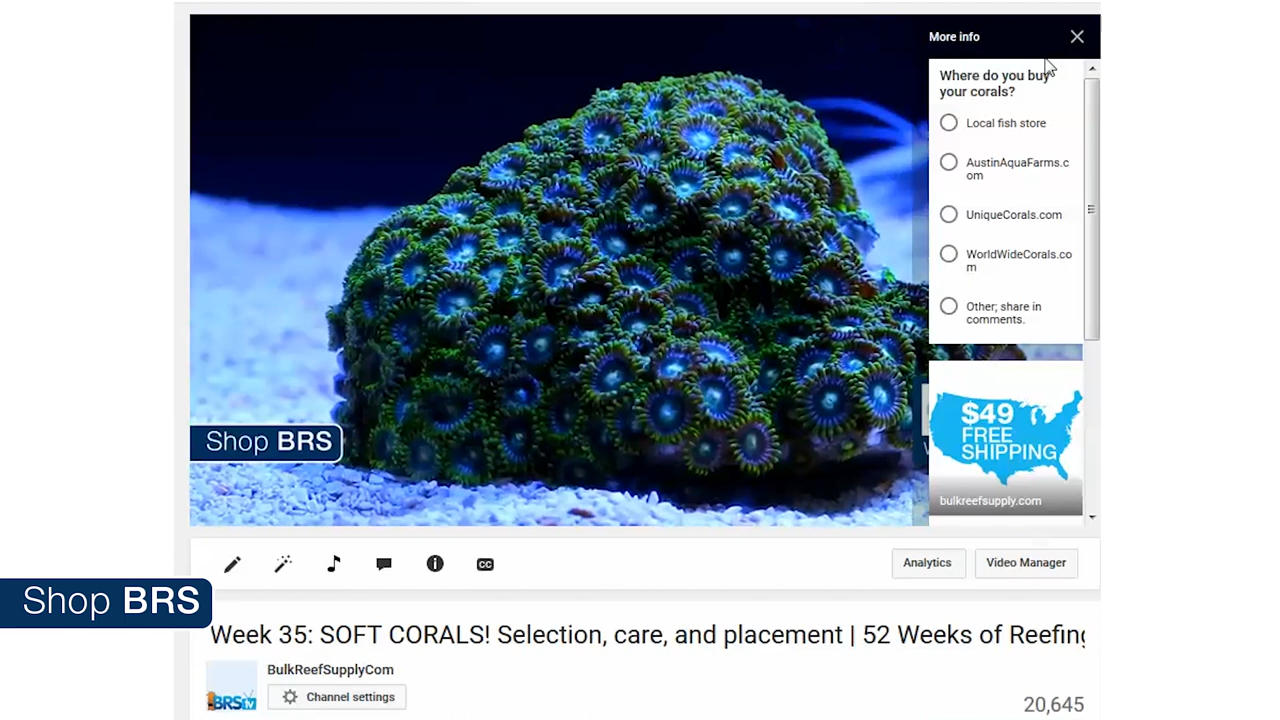 More info
Where do you buy
your corals?
Local fish store
AustinAquaFarms.c
om
UniqueCorals.com
WorldWideCorals.co
m
Other; share in
comments.
$49
FREE
SHIPPING
bulkreefsupply.com
Shop BRS
CC
Analytics
Video Manager
Shop BRS
Week 35: SOFT CORALS! Selection, care, and placement | 52 Weeks of Reefing
BulkReefSupplyCom
BRStv
Channel settings
20,645